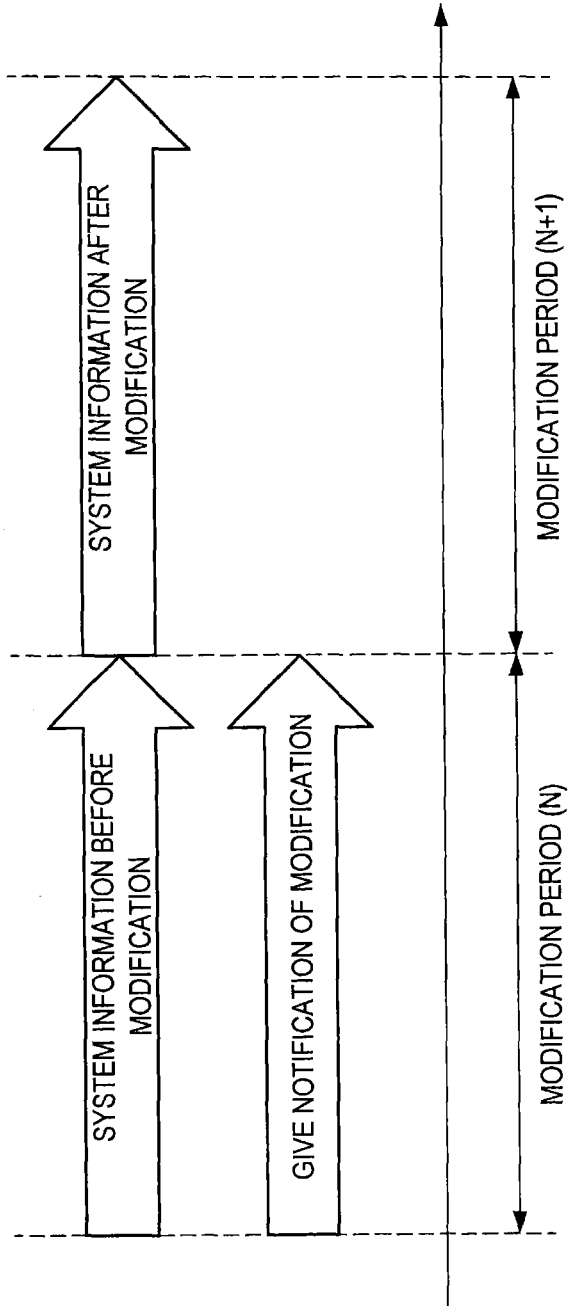 SYSTEM INFORMATION BEFORE
MODIFICATION
SYSTEM INFORMATION AFTER
MODIFICATION
GIVE NOTIFICATION OF MODIFICATION
MODIFICATION PERIOD (N)
MODIFICATION PERIOD (N+1)